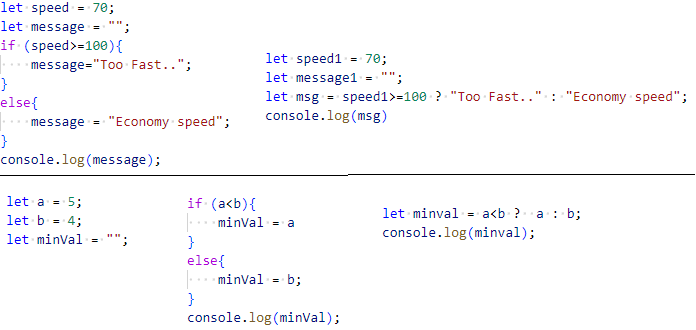 let speed = 70;
let message = "";
if (speed>=100){
    message="Too Fast..";
}
else{
    message = "Economy speed";
}
console.log(message);
let speed1 = 70;
let message1 = "";
let msg = speed1>=100 ? "Too Fast.." : "Economy speed";
console.log(msg)
let a = 5;
let b = 4;
let minVal = "";
if (a<b){
    minVal = a
}
else{
    minVal = b;
}
console.log(minVal);
let minval = a<b ?  a : b;
console.log(minval);